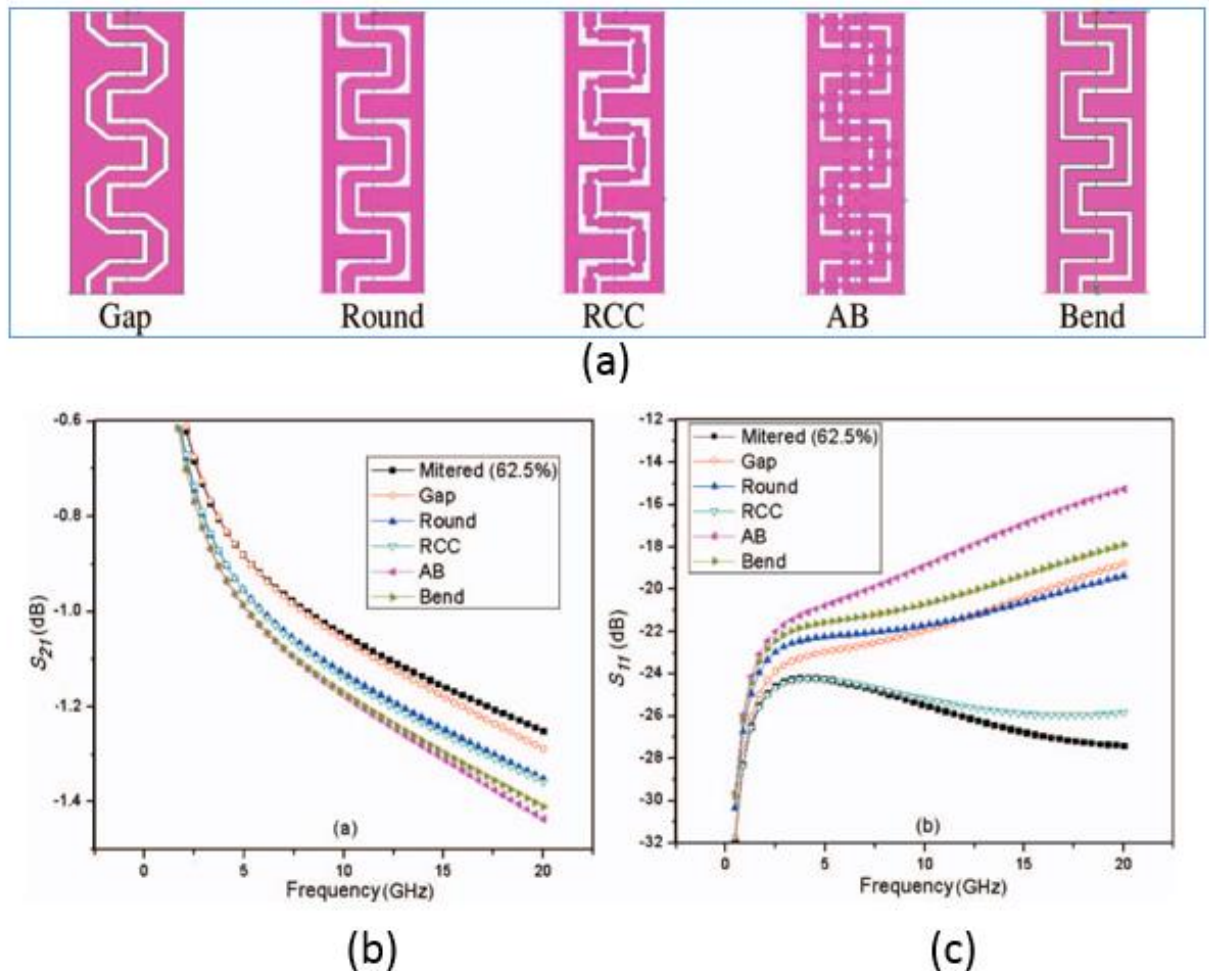 Gap Round RCC AB Bend
(a)
-0.6
-0.8
-1.0
-1.2
-1.4
S21 (dB)
Mitered (62.5%)
Gap
Round
RCC
AB
Bend
(a)
0 5 10 15 20
Frequency(GHz)
(b)
-12
-14
-16
-18
-20
-22
-24
-26
-28
-30
-32
S11 (dB)
Mitered (62.5%)
Gap
Round
RCC
AB
Bend
(b)
0 5 10 15 20
Frequency(GHz)
(c)